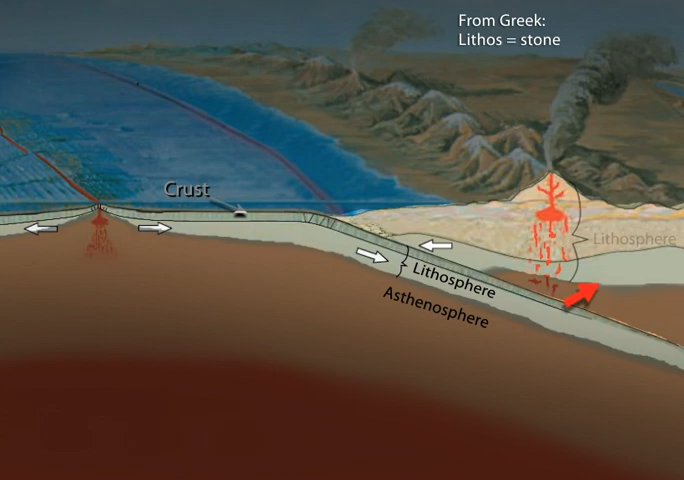 From Greek:
Lithos = stone
Crust
Lithosphere
Lithosphere
Asthenosphere